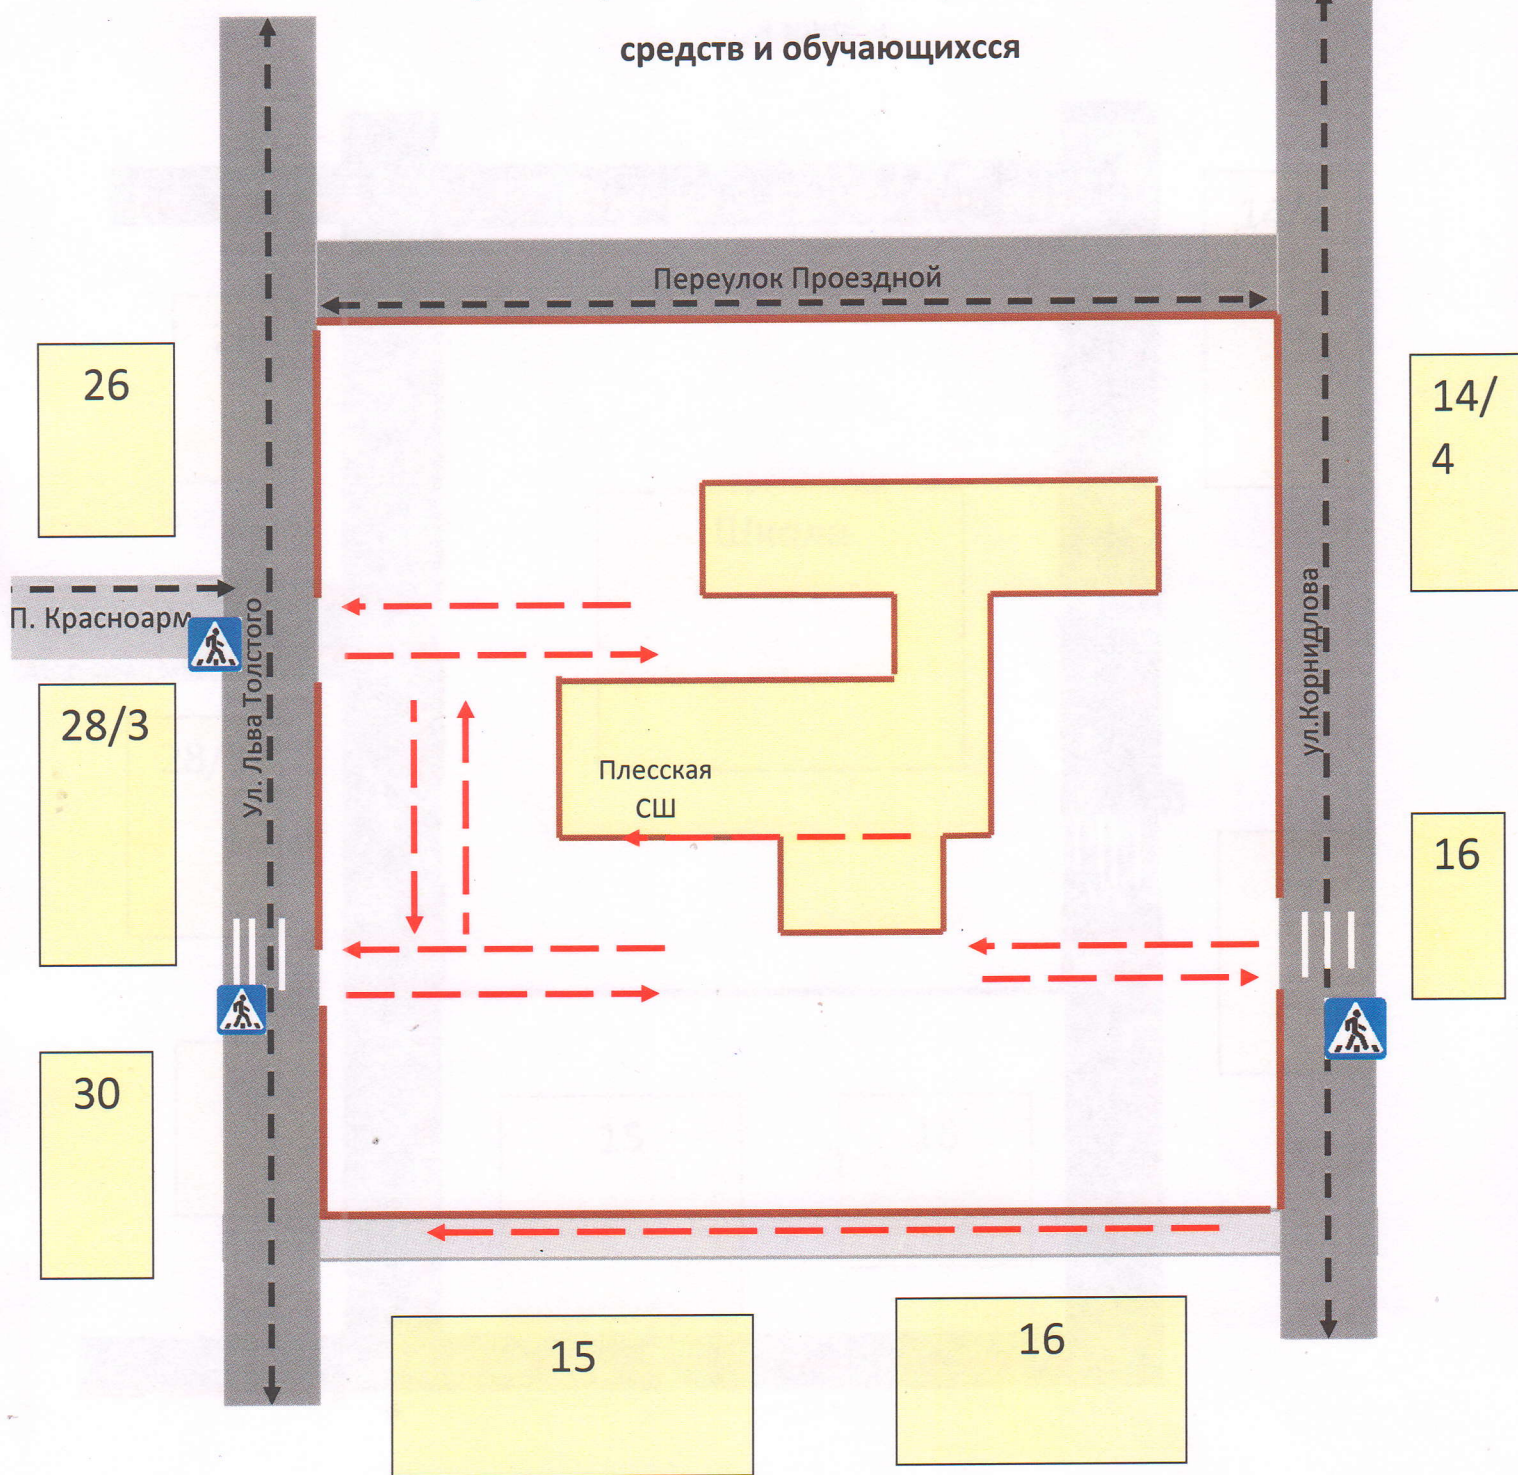 средств и обучающихсся
Переулок Проездной
26
14/
4
П. Красноарм
Ул. Льва Толстого
ул.Корнидлова
28/3
Плесская
СШ
16
30
15
16